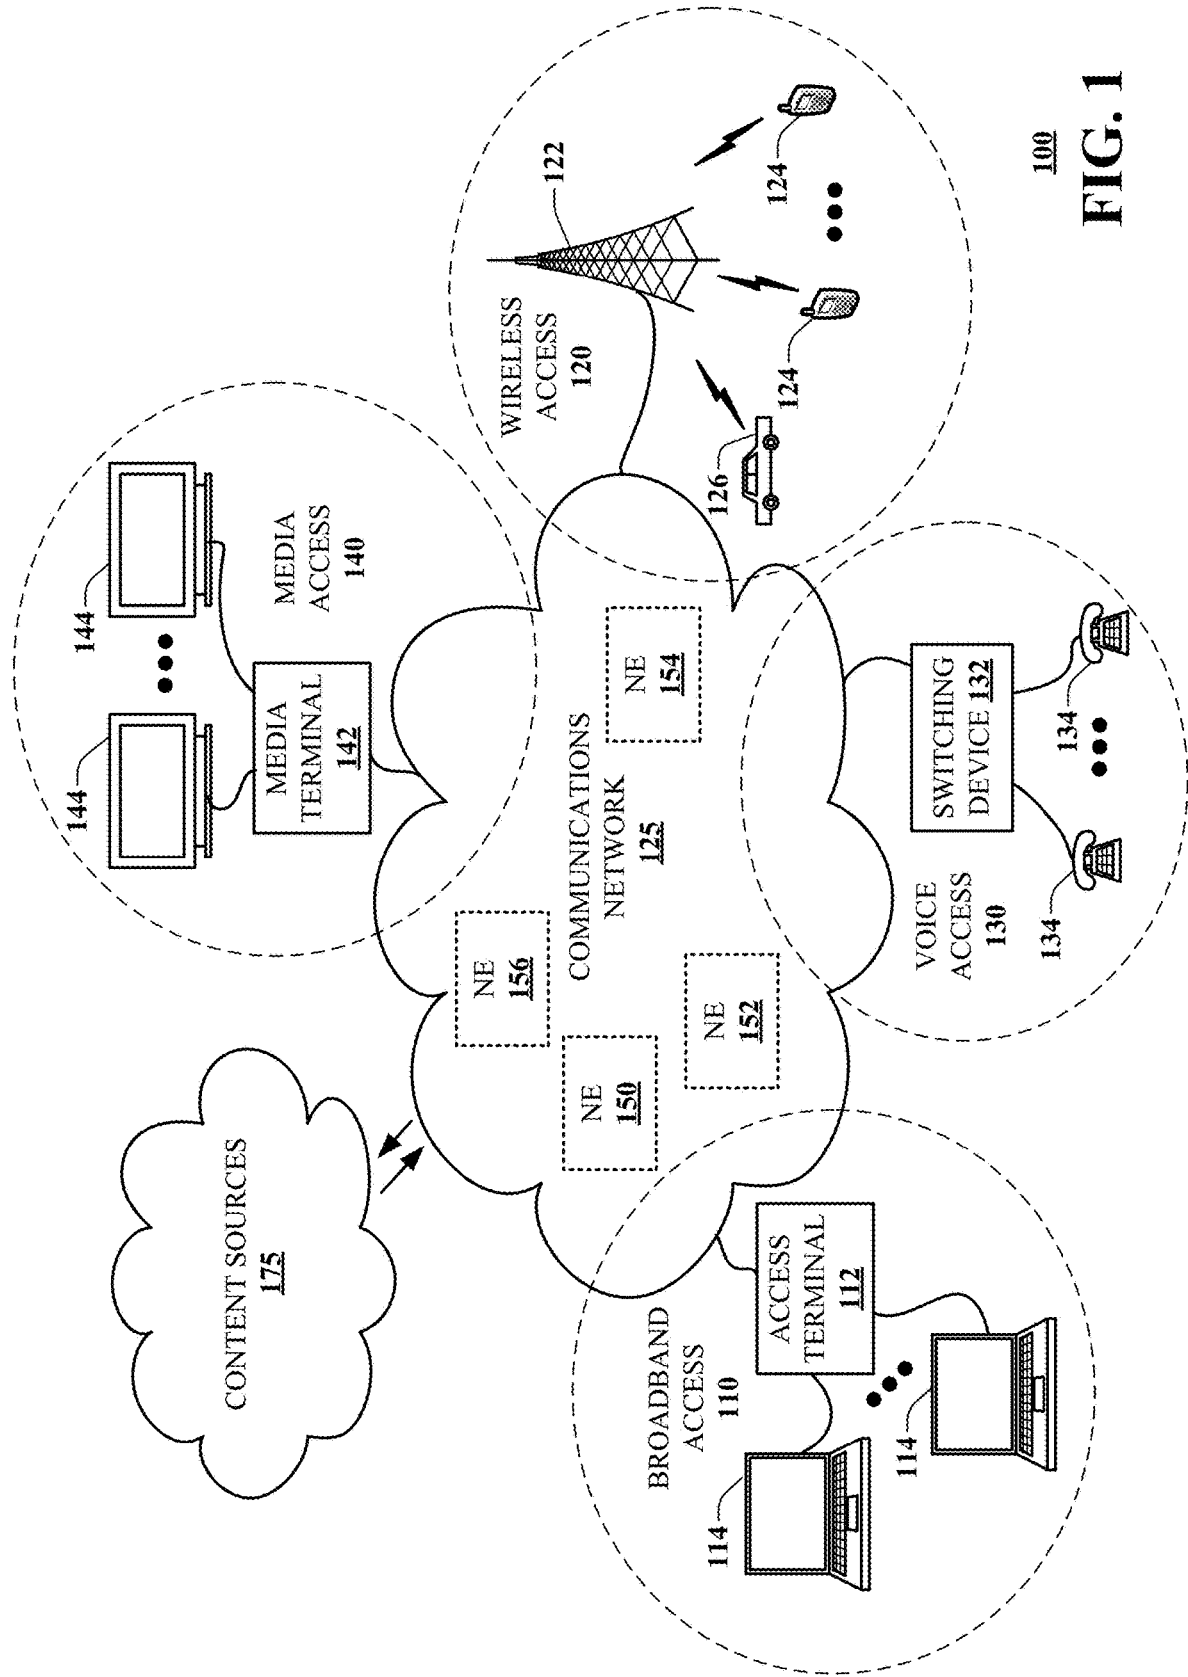 CONTENT SOURCES
175
144
144
MEDIA
TERMINAL
142
MEDIA
ACCESS
140
WIRELESS
ACCESS
120
122
124
124
126
NE
156
NE
150
NE
152
NE
154
COMMUNICATIONS
NETWORK
125
BROADBAND
ACCESS
110
ACCESS
TERMINAL
112
114
114
VOICE
ACCESS
130
SWITCHING
DEVICE 132
134
134
100
FIG. 1